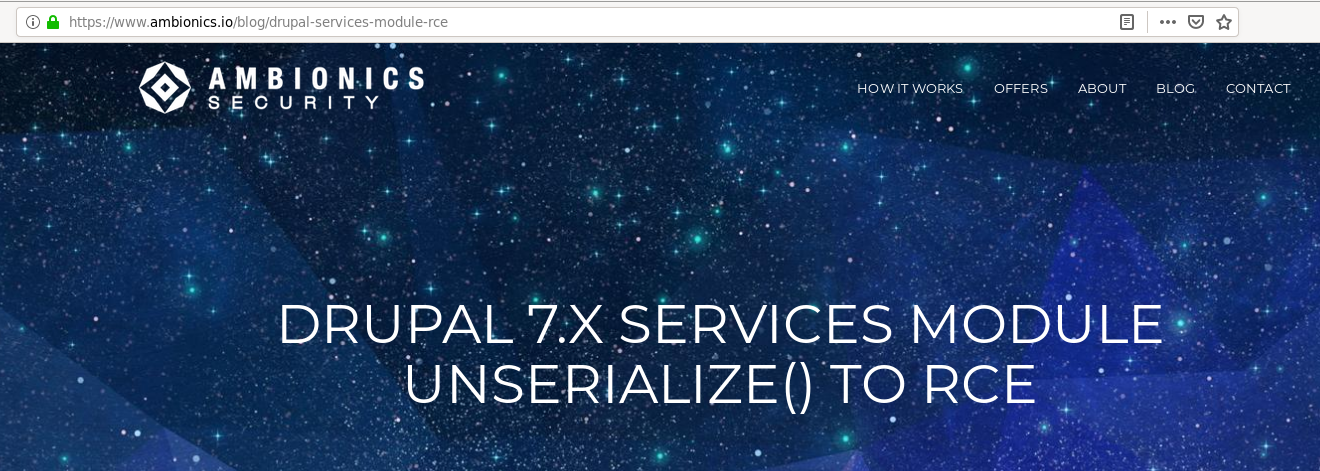 https://www.ambionics.io/blog/drupal-services-module-rce
AMBIONICS
SECURITY
HOW IT WORKS OFFERS ABOUT BLOG CONTACT
DRUPAL 7.X SERVICES MODULE
UNSERIALIZE() TO RCE